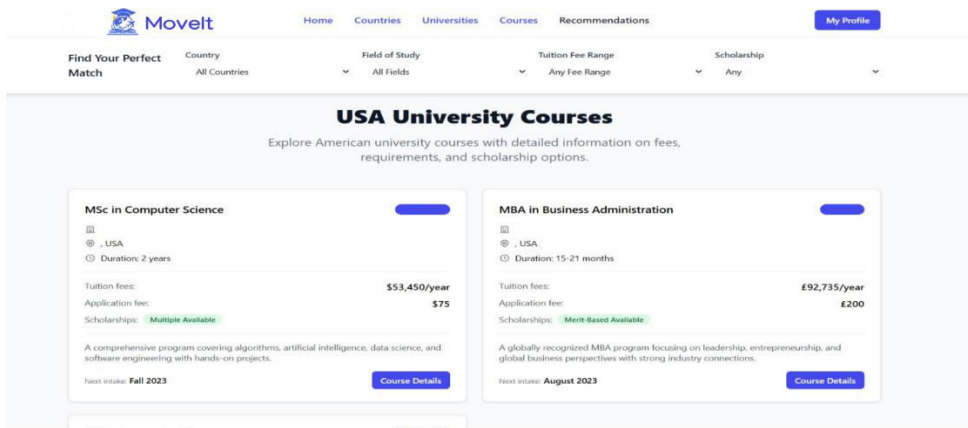 MoveIt
Home Countries Universities Courses Recommendations
My Profile
Find Your Perfect
Match
Country
All Countries
Field of Study
All Fields
Tuition Fee Range
Any Fee Range
Scholarship
Any
USA University Courses
Explore American university courses with detailed information on fees,
requirements, and scholarship options.
MSc in Computer Science
, USA
Duration: 2 years
Tuition fees: $53,450/year
Application fee: $75
Scholarships: Multiple Available
A comprehensive program covering algorithms, artificial intelligence, data science, and
software engineering with hands-on projects.
Next intake: Fall 2023
Course Details
MBA in Business Administration
, USA
Duration: 15-21 months
Tuition fees: £92,735/year
Application fee: £200
Scholarships: Merit-Based Available
A globally recognized MBA program focusing on leadership, entrepreneurship, and
global business perspectives with strong industry connections.
Next intake: August 2023
Course Details